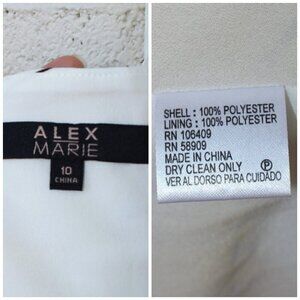 ALEX
MARIE
10
CHINA
SHELL : 100% POLYESTER
LINING : 100% POLYESTER
RN 106409
RN 58909
MADE IN CHINA
DRY CLEAN ONLY
P
VER AL DORSO PARA CUIDADO